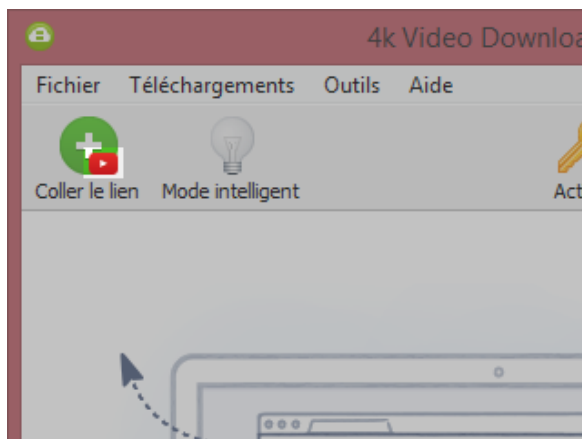 4k Video Downloa
Fichier Téléchargements Outils Aide
Coller le lien Mode intelligent Act